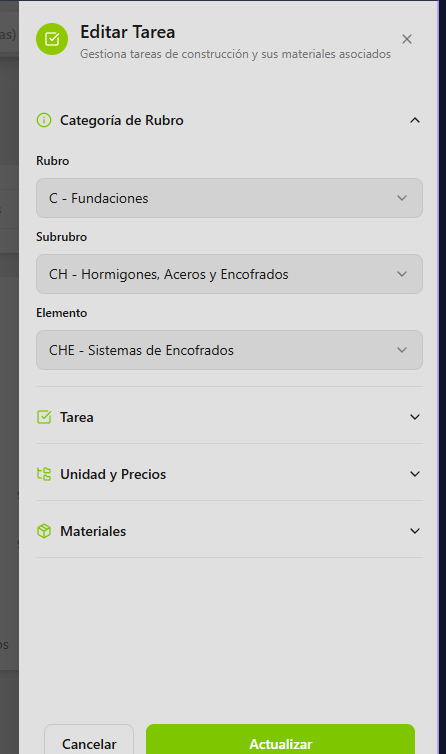 as)
Editar Tarea
Gestiona tareas de construcción y sus materiales asociados
Categoría de Rubro
Rubro
C - Fundaciones
Subrubro
CH - Hormigones, Aceros y Encofrados
Elemento
CHE - Sistemas de Encofrados
Tarea
Unidad y Precios
Materiales
os
Cancelar
Actualizar